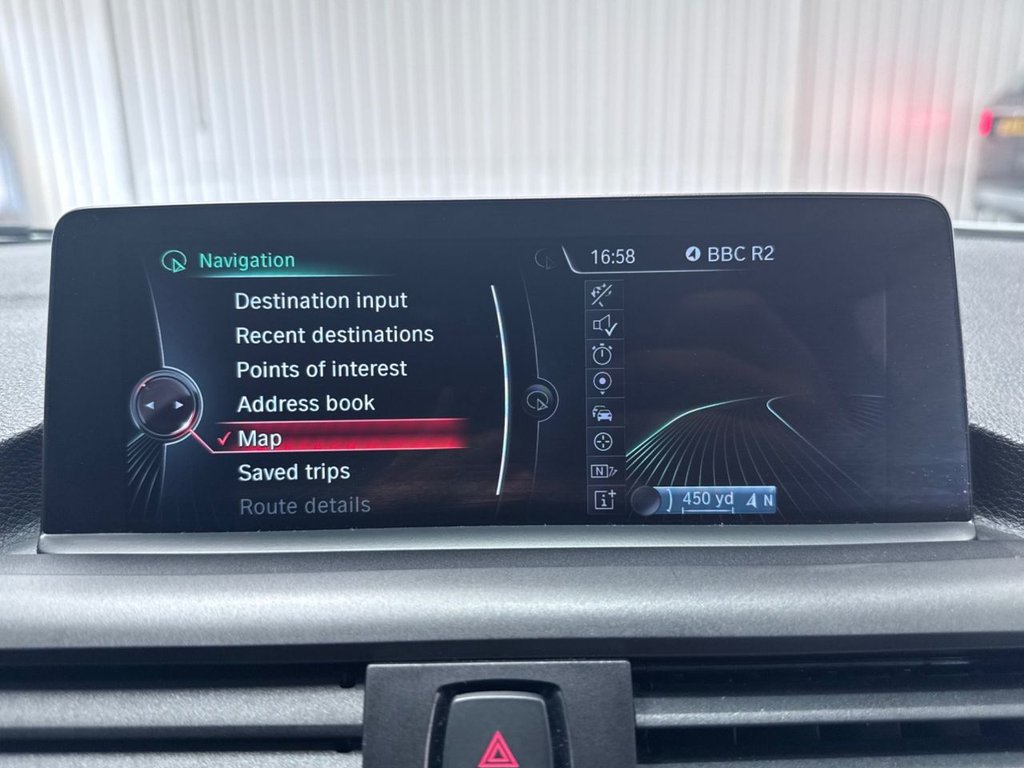 Navigation
16:58 BBC R2
Destination input
Recent destinations
Points of interest
Address book
Map
Saved trips
Route details
N
i+
450 yd N